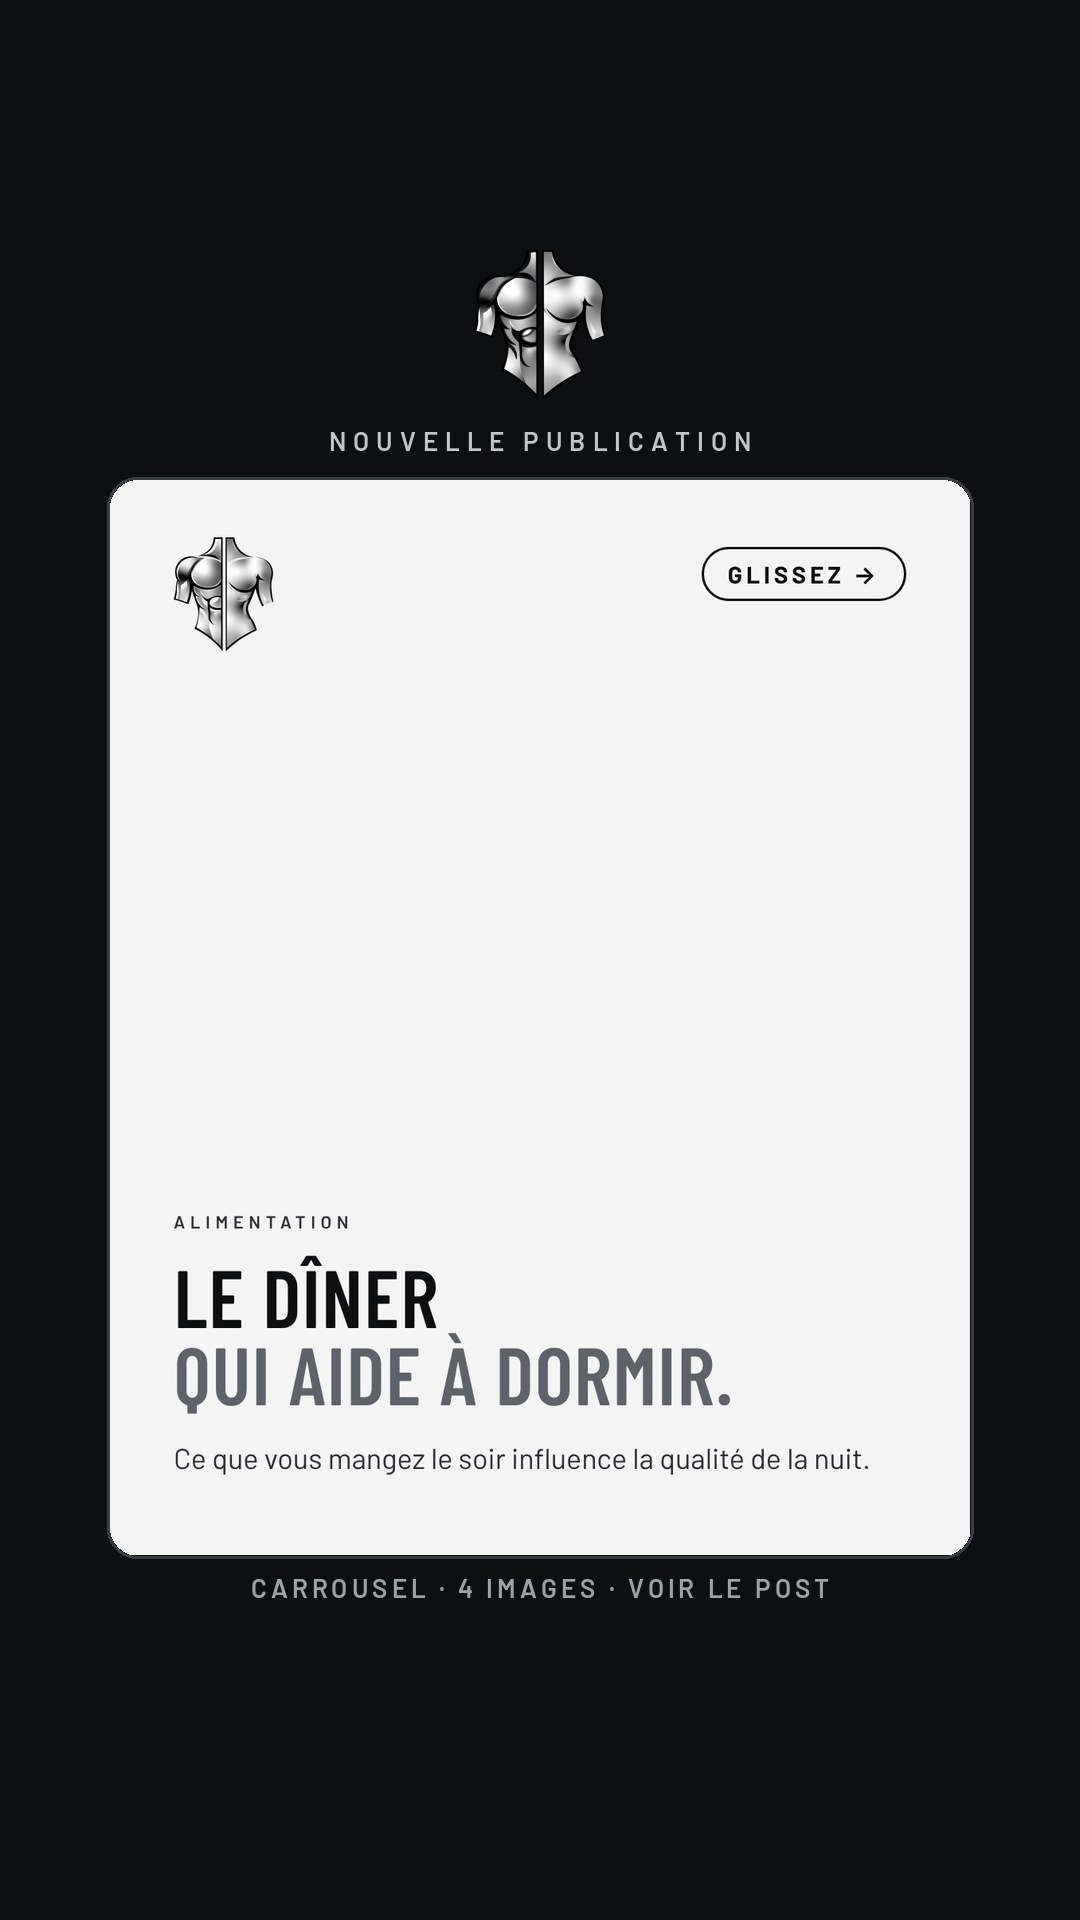 NOUVELLE PUBLICATION
GLISSEZ →
ALIMENTATION
LE DÎNER
QUI AIDE À DORMIR.
Ce que vous mangez le soir influence la qualité de la nuit.
CARROUSEL · 4 IMAGES · VOIR LE POST